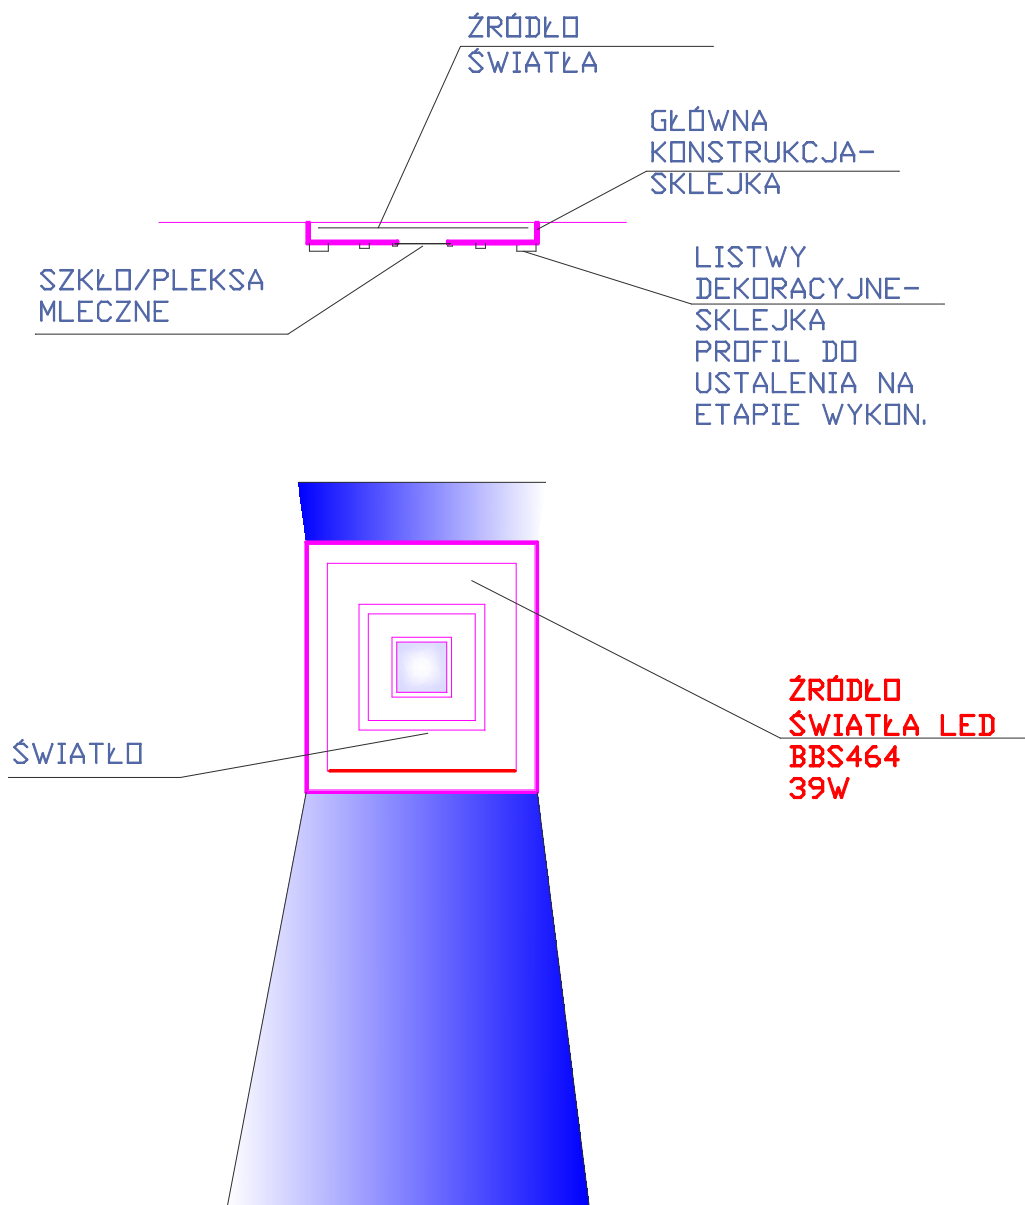 ŹRÓDŁO
ŚWIATŁA
GŁÓWNA
KONSTRUKCJA-
SKLEJKA
SZKŁO/PLEKSA
MLECZNE
LISTWY
DEKORACYJNE-
SKLEJKA
PROFIL DO
USTALENIA NA
ETAPIE WYKON.
ŹRÓDŁO
ŚWIATŁA LED
BBS464
39W
ŚWIATŁO